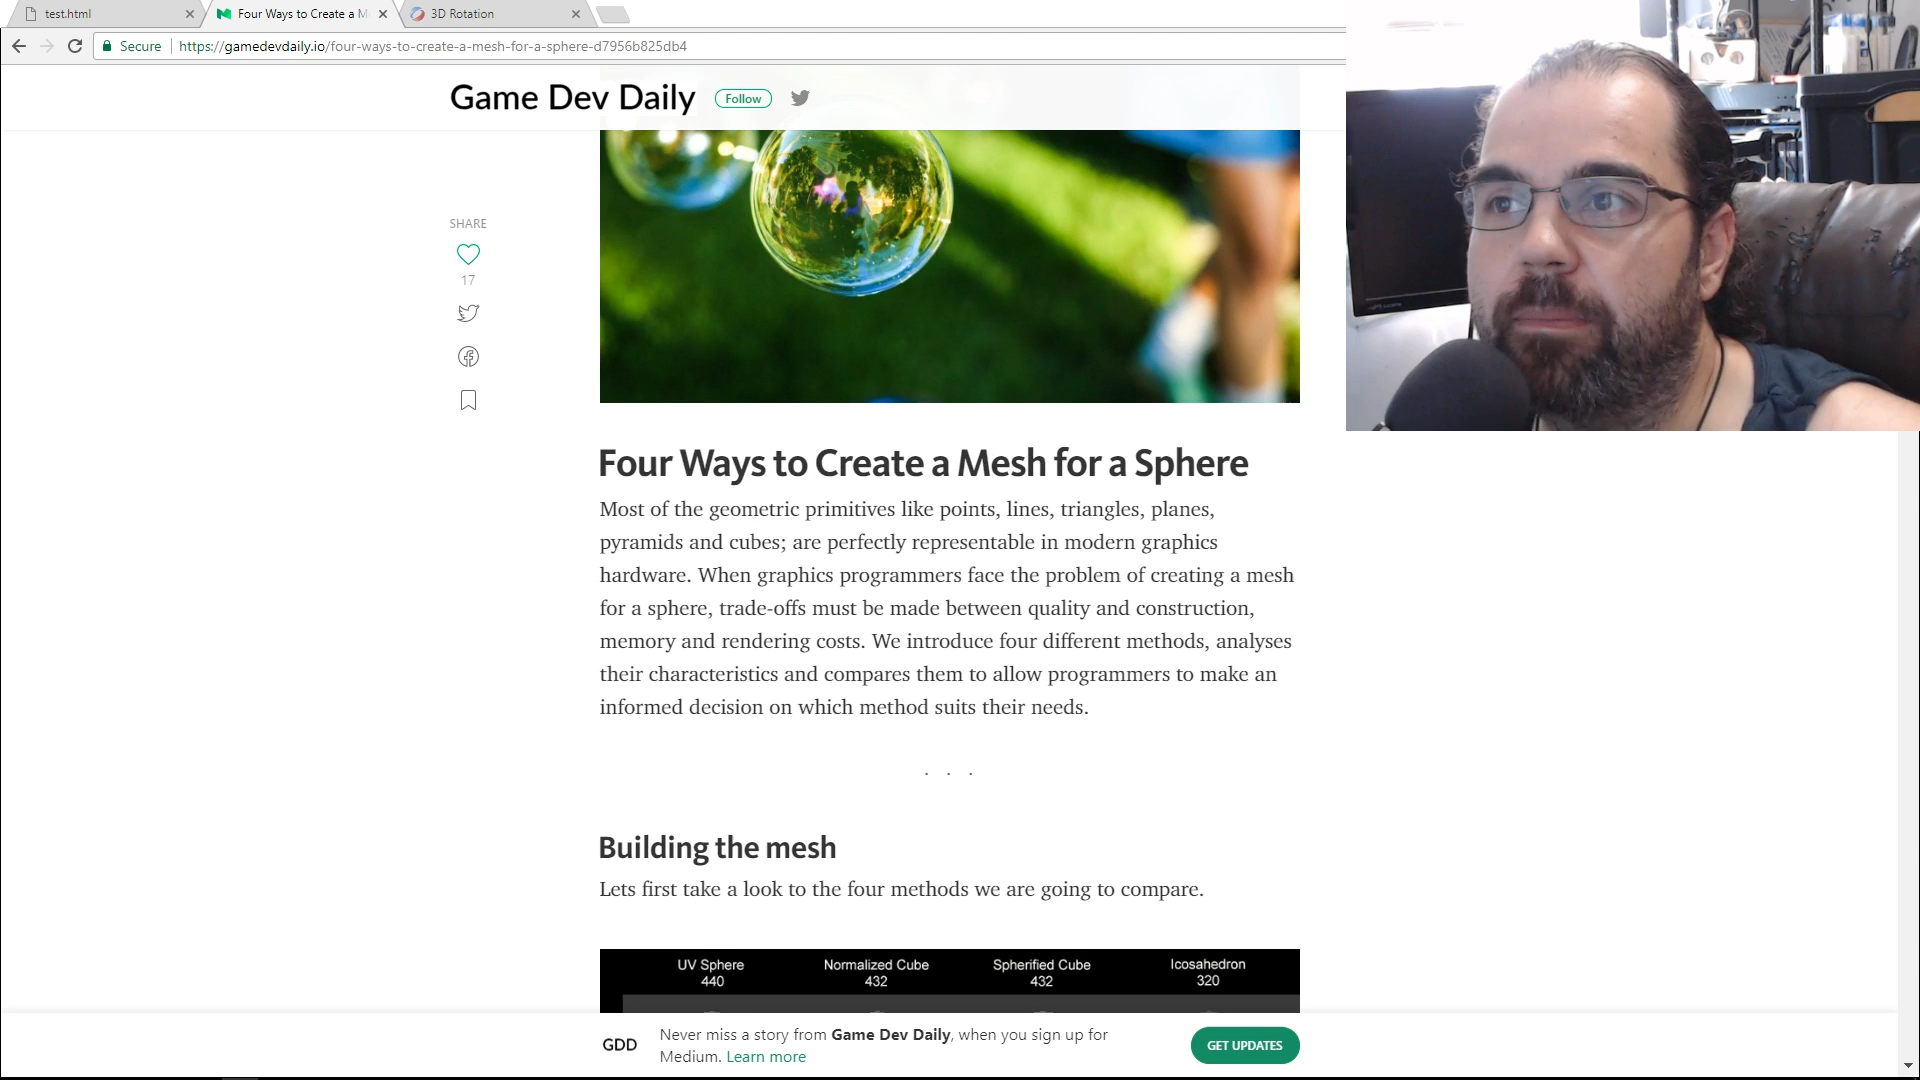 test.html
Four Ways to Create a M
3D Rotation
Secure
https://gamedevdaily.io/four-ways-to-create-a-mesh-for-a-sphere-d7956b825db4
Game Dev Daily
Follow
SHARE
17
Four Ways to Create a Mesh for a Sphere
Most of the geometric primitives like points, lines, triangles, planes,
pyramids and cubes; are perfectly representable in modern graphics
hardware. When graphics programmers face the problem of creating a mesh
for a sphere, trade-offs must be made between quality and construction,
memory and rendering costs. We introduce four different methods, analyses
their characteristics and compares them to allow programmers to make an
informed decision on which method suits their needs.
. . .
Building the mesh
Lets first take a look to the four methods we are going to compare.
UV Sphere Normalized Cube Spherified Cube Icosahedron
440 432 432 320
GDD
Never miss a story from Game Dev Daily, when you sign up for
Medium. Learn more
GET UPDATES